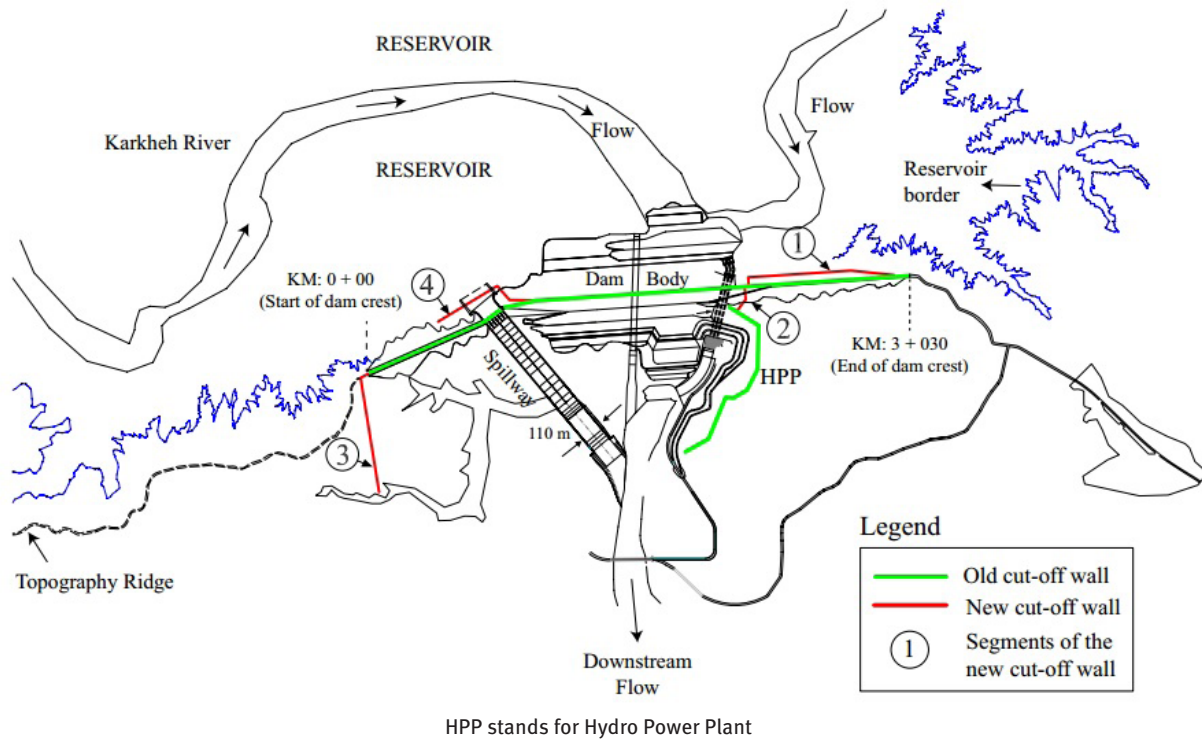 RESERVOIR
Flow
Flow
Karkheh River
RESERVOIR
Reservoir
border
1
KM: 0 + 00
(Start of dam crest)
4
Dam Body
2
KM: 3 + 030
(End of dam crest)
Spillway
HPP
110 m
3
Legend
Topography Ridge
Old cut-off wall
New cut-off wall
1
Segments of the
new cut-off wall
Downstream
Flow
HPP stands for Hydro Power Plant